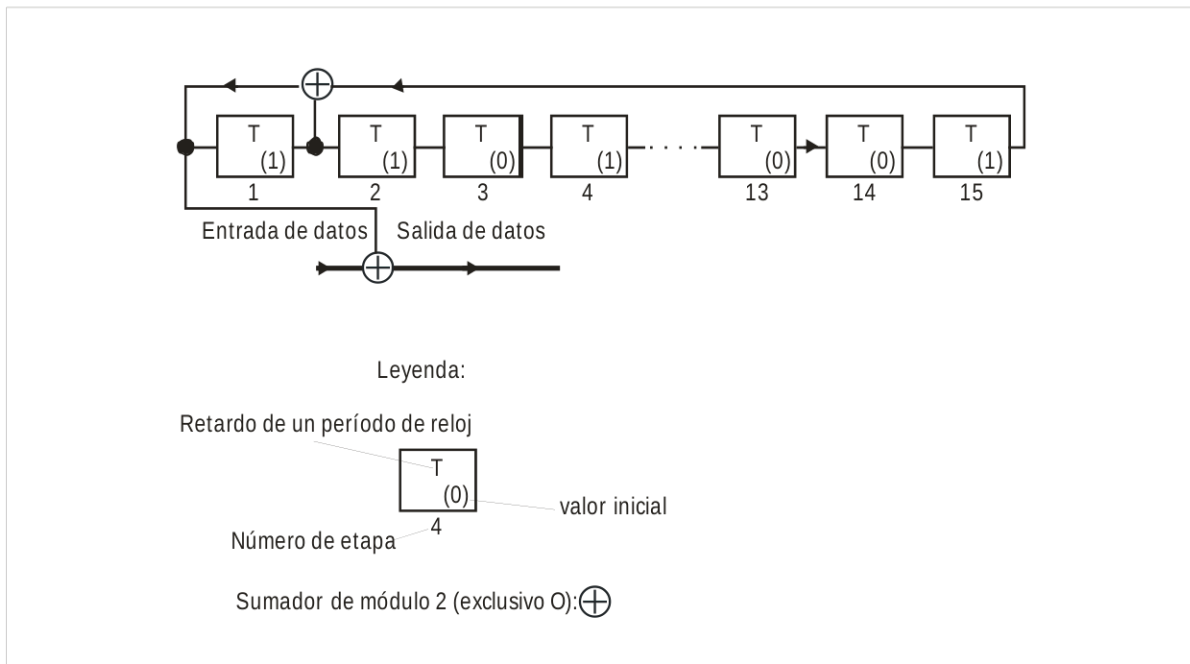 T T T T T T T
(1) (1) (0) (1) (0) (0) (1)
1 2 3 4 13 14 15
Entrada de datos Salida de datos
Leyenda:
Retardo de un período de reloj
T
(0)
valor inicial
4
Número de etapa
Sumador de módulo 2 (exclusivo O):